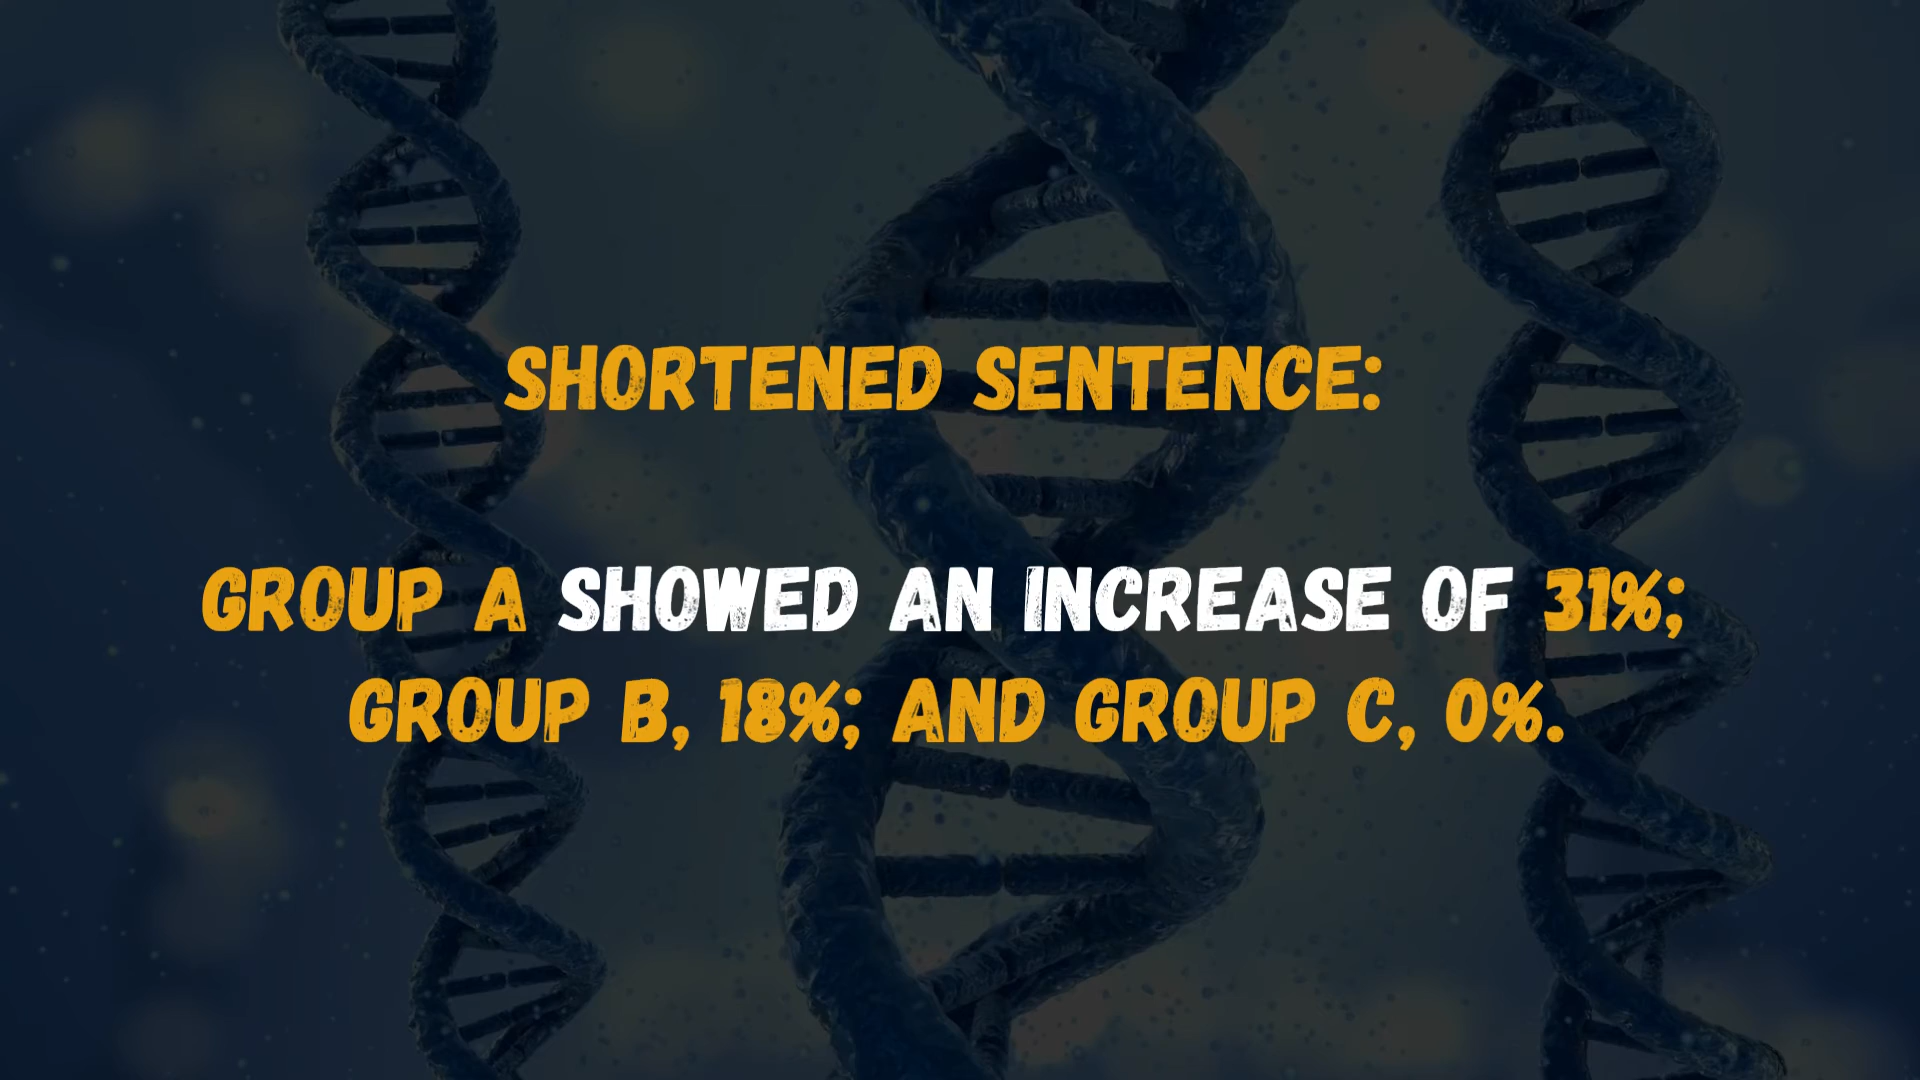 SHORTENED SENTENCE:
GROUP A SHOWED AN INCREASE OF 31%;
GROUP B, 18%; AND GROUP C, 0%.